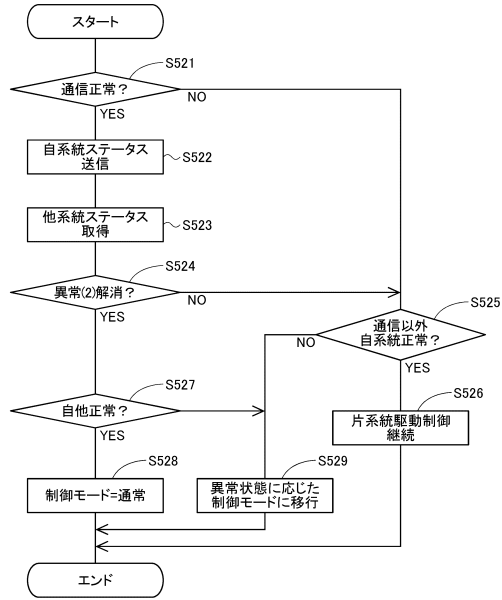 スタート
S521
通信正常？
NO
YES
自系統ステータス
送信
S522
他系統ステータス
取得
S523
S524
異常(2)解消？
NO
YES
S525
通信以外
自系統正常？
NO
YES
S527
自他正常？
YES
S526
片系統駆動制御
継続
S528
制御モード=通常
S529
異常状態に応じた
制御モードに移行
エンド